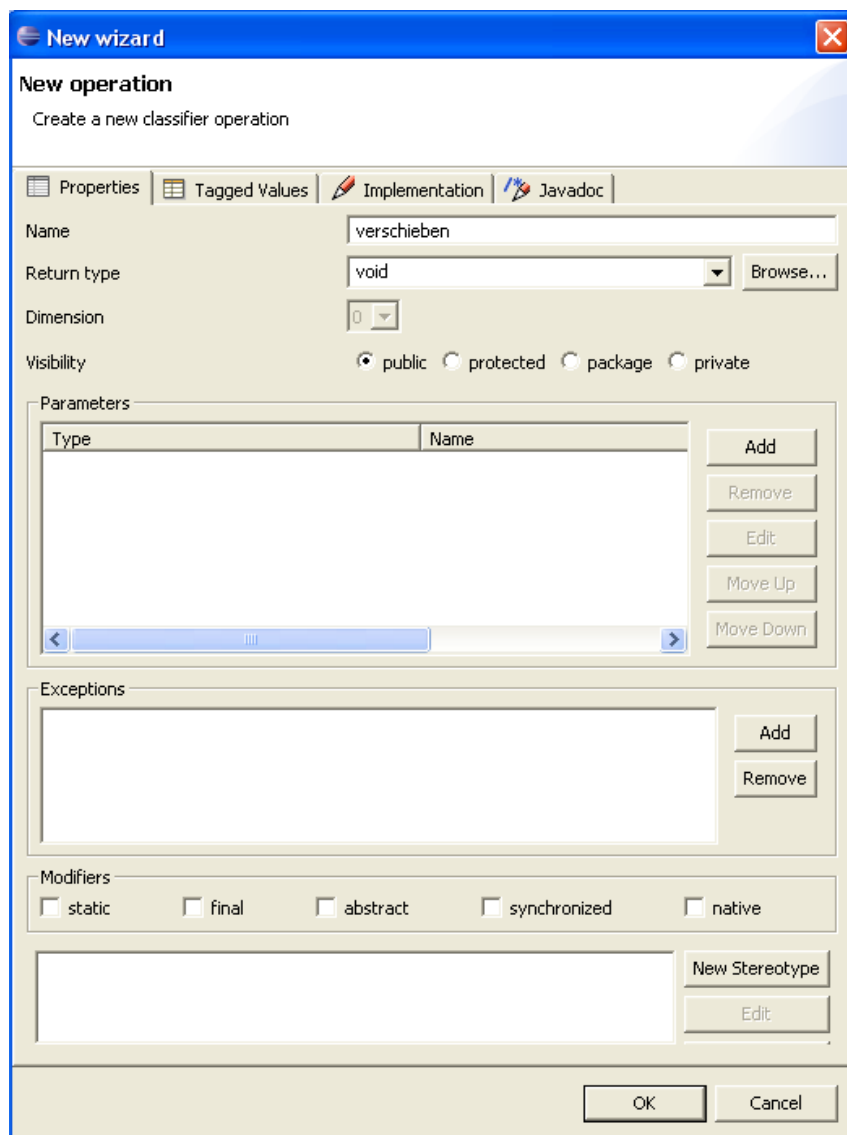 New wizard
New operation
Create a new classifier operation
Properties Tagged Values Implementation Javadoc
Name verschieben
Return type void Browse...
Dimension 0
Visibility public protected package private
Parameters
Type Name
Add
Remove
Edit
Move Up
Move Down
Exceptions
Add
Remove
Modifiers
static final abstract synchronized native
New Stereotype
Edit
OK Cancel